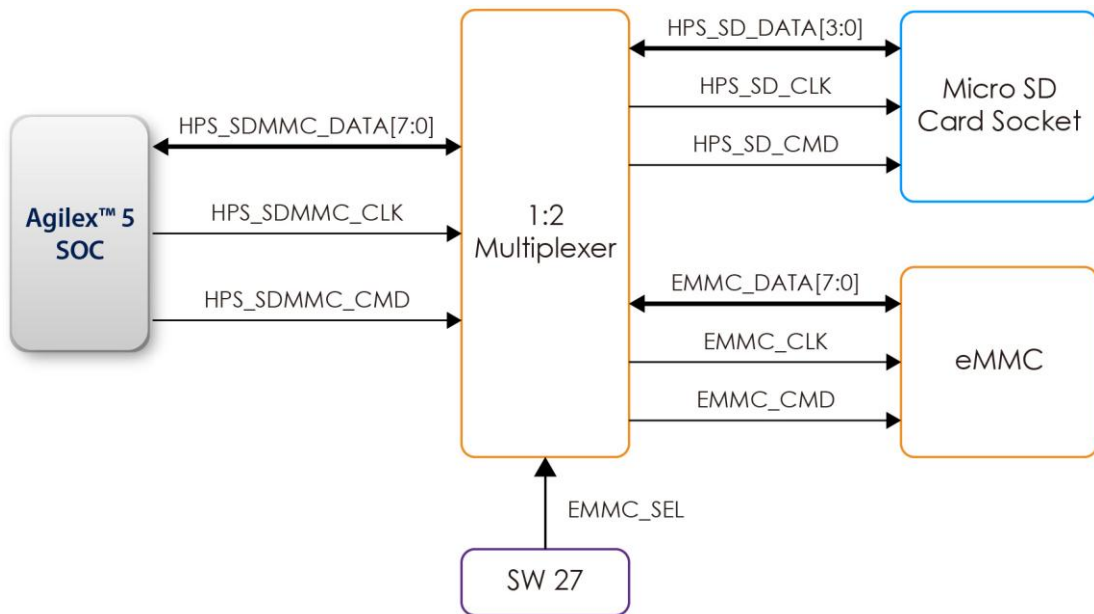 Agilex™ 5
SOC
HPS_SDMMC_DATA[7:0]
HPS_SDMMC_CLK
HPS_SDMMC_CMD
1:2
Multiplexer
HPS_SD_DATA[3:0]
HPS_SD_CLK
HPS_SD_CMD
Micro SD
Card Socket
EMMC_DATA[7:0]
EMMC_CLK
EMMC_CMD
eMMC
EMMC_SEL
SW 27